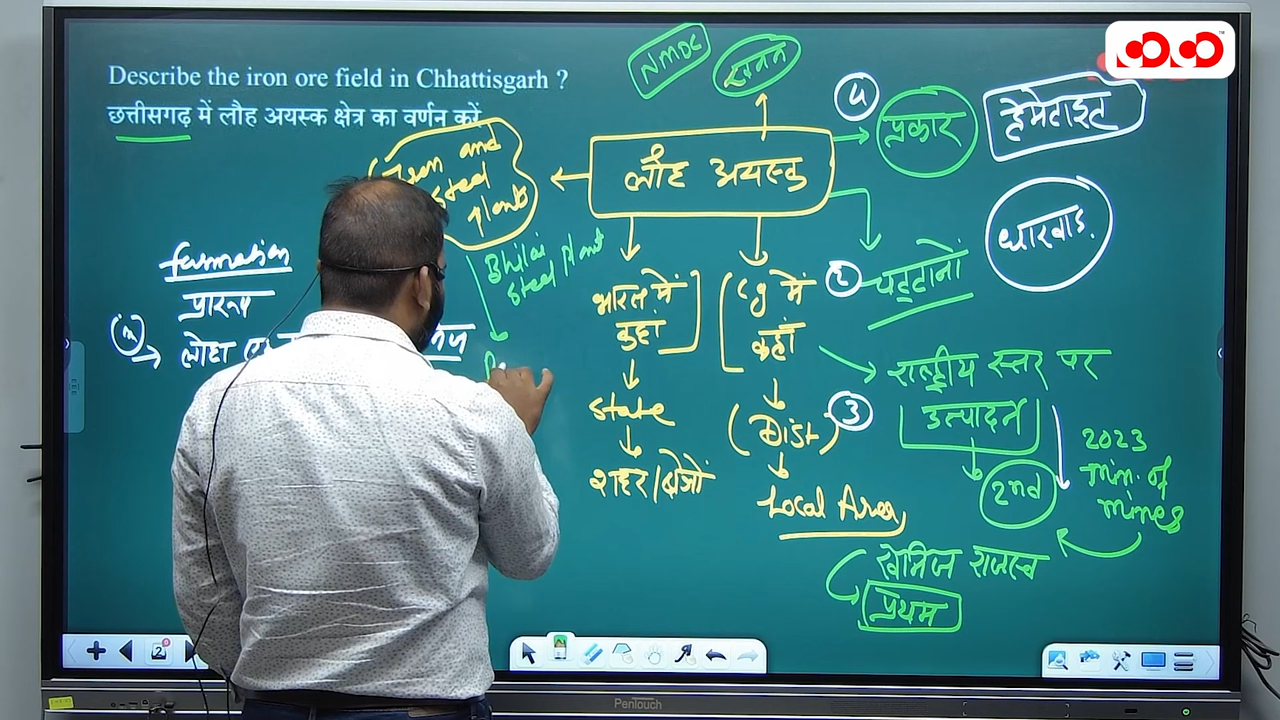 Describe the iron ore field in Chhattisgarh ?
छत्तीसगढ़ में लौह अयस्क क्षेत्र का वर्णन करें
NMDC
खनन
लौह अयस्क
4
प्रकार
हेमेटाइट
धारवाड़
2
चट्टानों
Iron and
Steel
Plants
Bhilai
Steel Plant
formation
प्रारूप
लोहा
भारत में
कहां
State
शहर/क्षेत्रों
Cg में
कहाँ
(Dist)
Local Area
3
राष्ट्रीय स्तर पर
उत्पादन
2nd
2023
min. of
mines
खनिज राजस्व
प्रथम
2
Pentouch